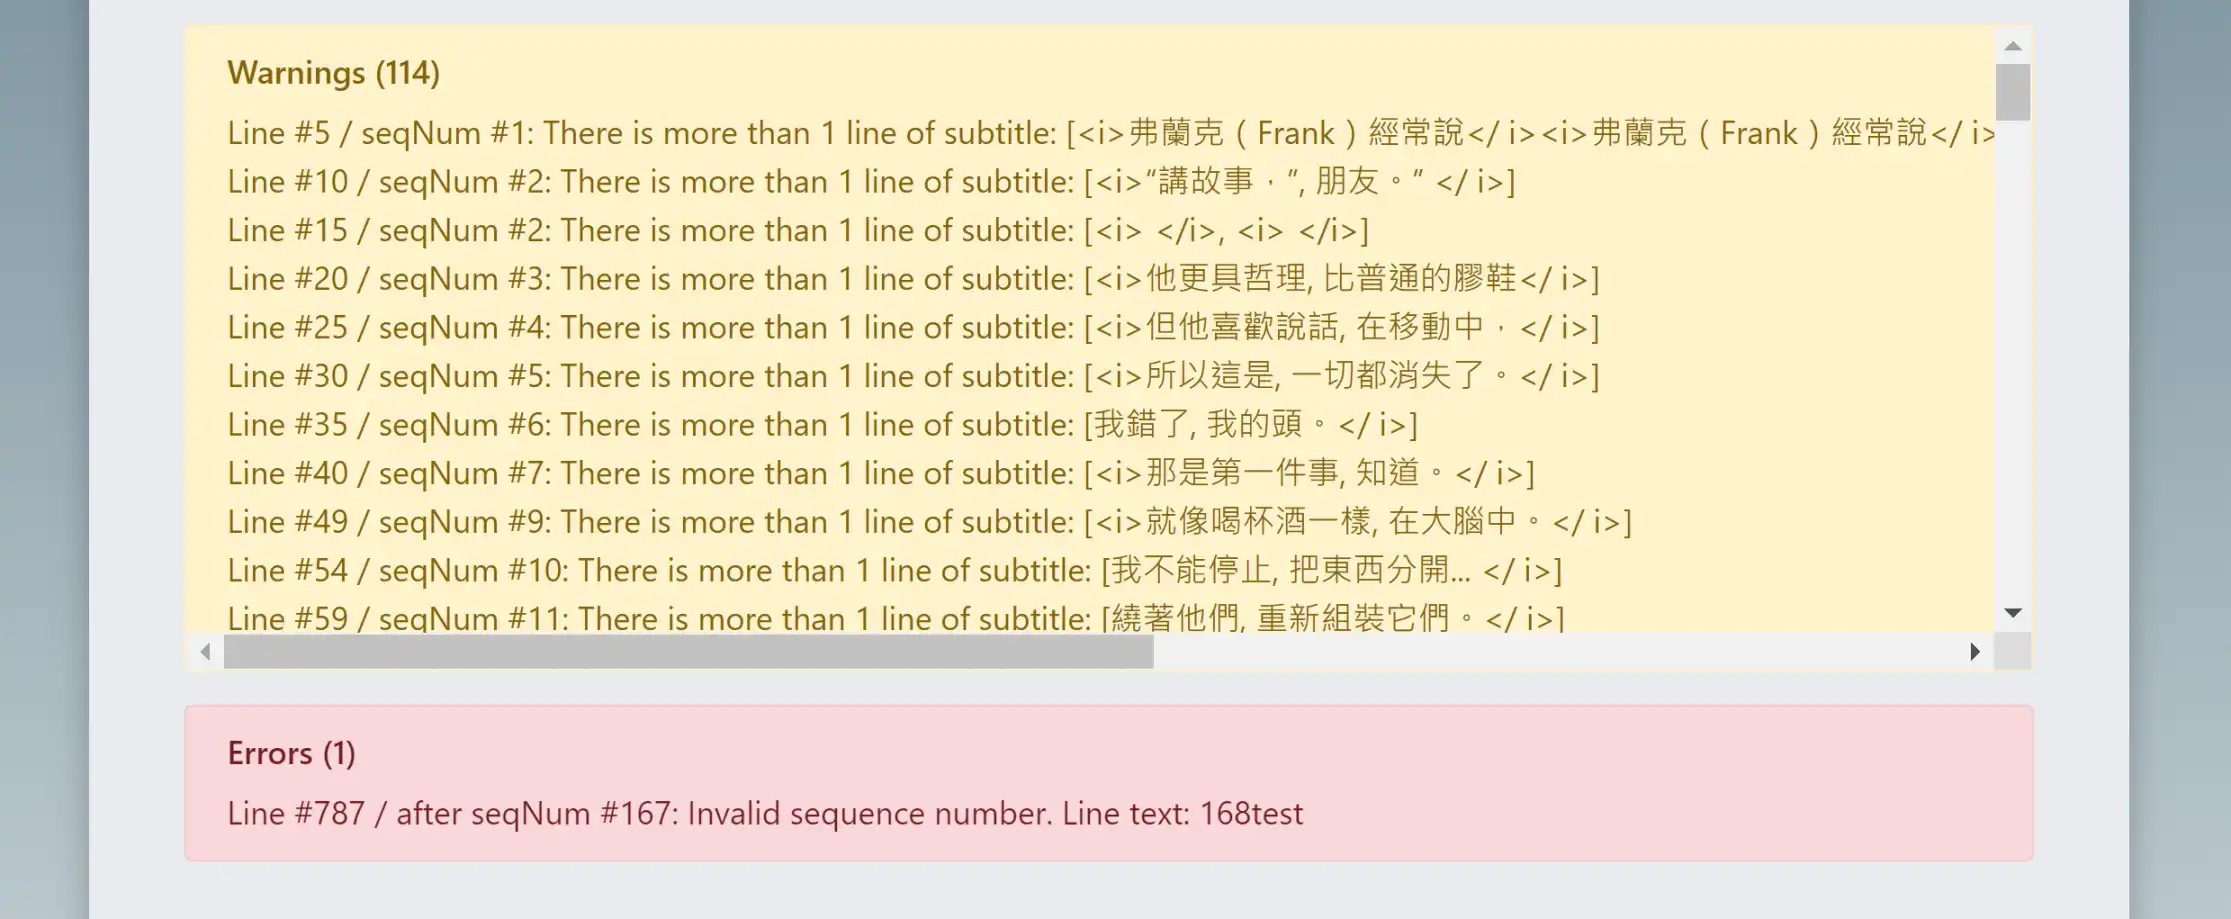 Warnings (114)
Line #5 / seqNum #1: There is more than 1 line of subtitle: [<i>弗蘭克（Frank）經常說</ i><i>弗蘭克（Frank）經常說</ i>
Line #10 / seqNum #2: There is more than 1 line of subtitle: [<i>“講故事，”, 朋友。” </ i>]
Line #15 / seqNum #2: There is more than 1 line of subtitle: [<i> </i>, <i> </i>]
Line #20 / seqNum #3: There is more than 1 line of subtitle: [<i>他更具哲理, 比普通的膠鞋</ i>]
Line #25 / seqNum #4: There is more than 1 line of subtitle: [<i>但他喜歡說話, 在移動中，</ i>]
Line #30 / seqNum #5: There is more than 1 line of subtitle: [<i>所以這是, 一切都消失了。</ i>]
Line #35 / seqNum #6: There is more than 1 line of subtitle: [我錯了, 我的頭。</ i>]
Line #40 / seqNum #7: There is more than 1 line of subtitle: [<i>那是第一件事, 知道。</ i>]
Line #49 / seqNum #9: There is more than 1 line of subtitle: [<i>就像喝杯酒一樣, 在大腦中。</ i>]
Line #54 / seqNum #10: There is more than 1 line of subtitle: [我不能停止, 把東西分開... </ i>]
Line #59 / seqNum #11: There is more than 1 line of subtitle: [繞著他們, 重新組裝它們。</ i>]
Errors (1)
Line #787 / after seqNum #167: Invalid sequence number. Line text: 168test